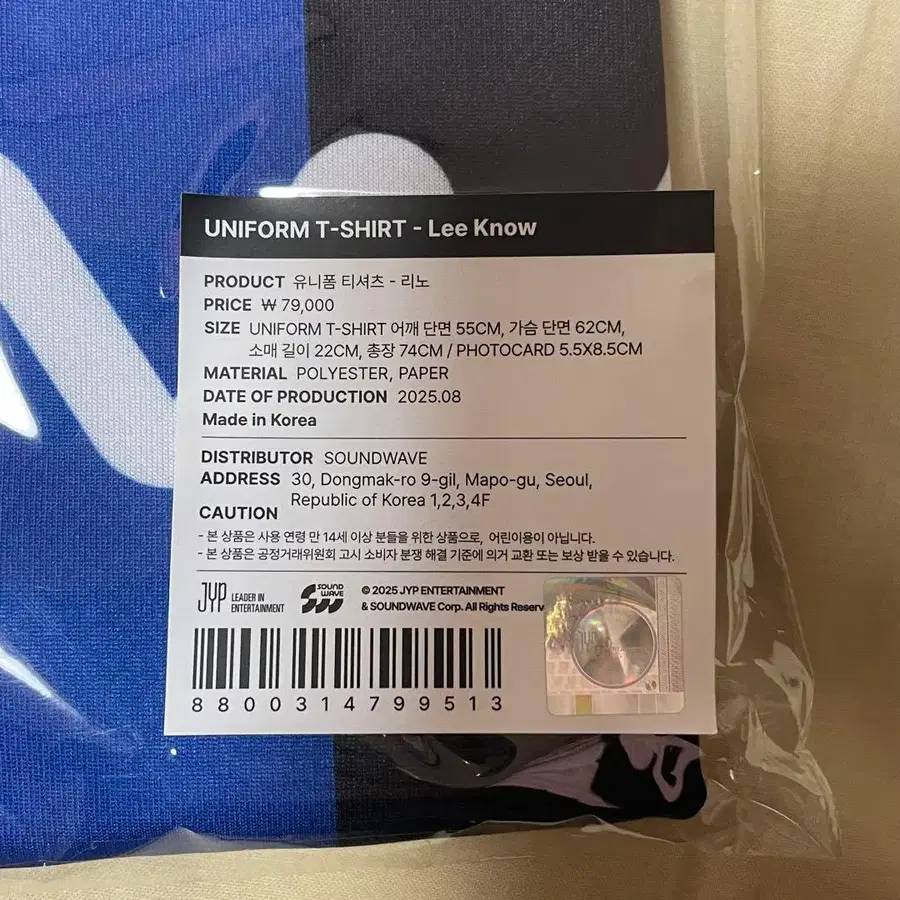 UNIFORM T-SHIRT - Lee Know
PRODUCT 유니폼 티셔츠 - 리노
PRICE ₩ 79,000
SIZE UNIFORM T-SHIRT 어깨 단면 55CM, 가슴 단면 62CM,
소매 길이 22CM, 총장 74CM / PHOTOCARD 5.5X8.5CM
MATERIAL POLYESTER, PAPER
DATE OF PRODUCTION 2025.08
Made in Korea
DISTRIBUTOR SOUNDWAVE
ADDRESS 30, Dongmak-ro 9-gil, Mapo-gu, Seoul,
Republic of Korea 1,2,3,4F
CAUTION
- 본 상품은 사용 연령 만 14세 이상 분들을 위한 상품으로, 어린이용이 아닙니다.
- 본 상품은 공정거래위원회 고시 소비자 분쟁 해결 기준에 의거 교환 또는 보상 받을 수 있습니다.
JYP LEADER IN
ENTERTAINMENT
SOUND
WAVE
© 2025 JYP ENTERTAINMENT
& SOUNDWAVE Corp. All Rights Reserv
JYP
8800314799513